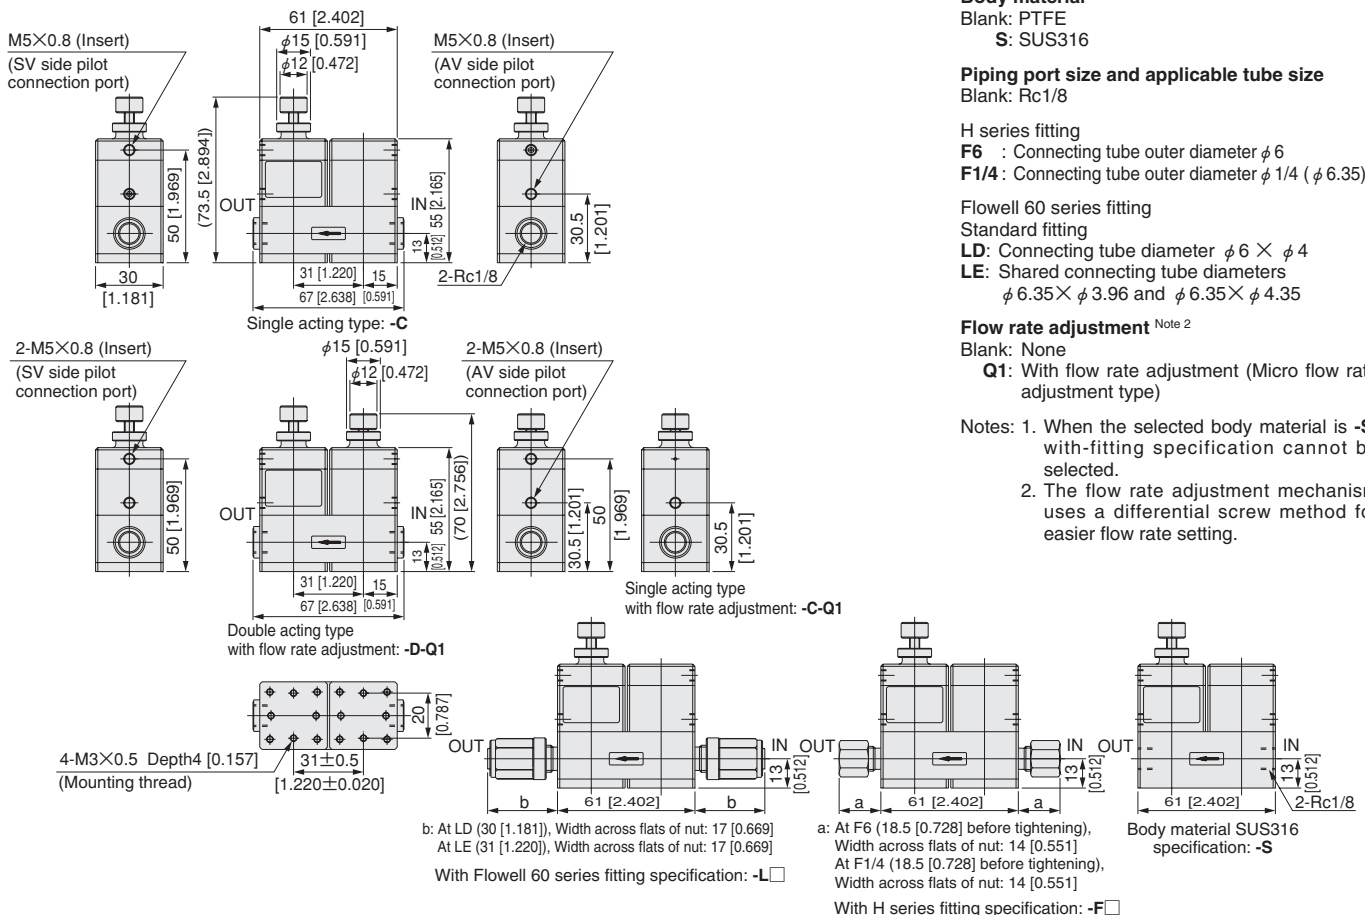 61 [2.402]
M5×0.8 (Insert)
φ15 [0.591]
M5×0.8 (Insert)
(SV side pilot
connection port)
φ12 [0.472]
(AV side pilot
connection port)
50 [1.969]
(73.5 [2.894])
OUT
IN
55 [2.165]
13
[0.512]
30.5
[1.201]
30
[1.181]
31 [1.220]
15
67 [2.638]
[0.591]
2-Rc1/8
Single acting type: -C
2-M5×0.8 (Insert)
φ15 [0.591]
2-M5×0.8 (Insert)
(SV side pilot
connection port)
φ12 [0.472]
(AV side pilot
connection port)
50 [1.969]
OUT
IN
55 [2.165]
(70 [2.756])
13
[0.512]
30.5 [1.201]
50
[1.969]
30.5
[1.201]
31 [1.220]
15
67 [2.638]
[0.591]
Single acting type
with flow rate adjustment: -C-Q1
Double acting type
with flow rate adjustment: -D-Q1
20
[0.787]
4-M3×0.5 Depth4 [0.157]
(Mounting thread)
31±0.5
[1.220±0.020]
OUT
IN
13
[0.512]
b
61 [2.402]
b
b: At LD (30 [1.181]), Width across flats of nut: 17 [0.669]
At LE (31 [1.220]), Width across flats of nut: 17 [0.669]
With Flowell 60 series fitting specification: -L□
OUT
IN
13
[0.512]
a
61 [2.402]
a
a: At F6 (18.5 [0.728] before tightening),
Width across flats of nut: 14 [0.551]
At F1/4 (18.5 [0.728] before tightening),
Width across flats of nut: 14 [0.551]
With H series fitting specification: -F□
OUT
IN
13
[0.512]
61 [2.402]
2-Rc1/8
Body material SUS316
specification: -S
Body material
Blank: PTFE
S: SUS316
Piping port size and applicable tube size
Blank: Rc1/8
H series fitting
F6 : Connecting tube outer diameter φ6
F1/4 : Connecting tube outer diameter φ1/4 (φ6.35)
Flowell 60 series fitting
Standard fitting
LD: Connecting tube diameter φ6 × φ4
LE: Shared connecting tube diameters
φ6.35× φ3.96 and φ6.35× φ4.35
Flow rate adjustment Note 2
Blank: None
Q1: With flow rate adjustment (Micro flow rat
adjustment type)
Notes: 1. When the selected body material is -S
with-fitting specification cannot b
selected.
2. The flow rate adjustment mechanism
uses a differential screw method fo
easier flow rate setting.